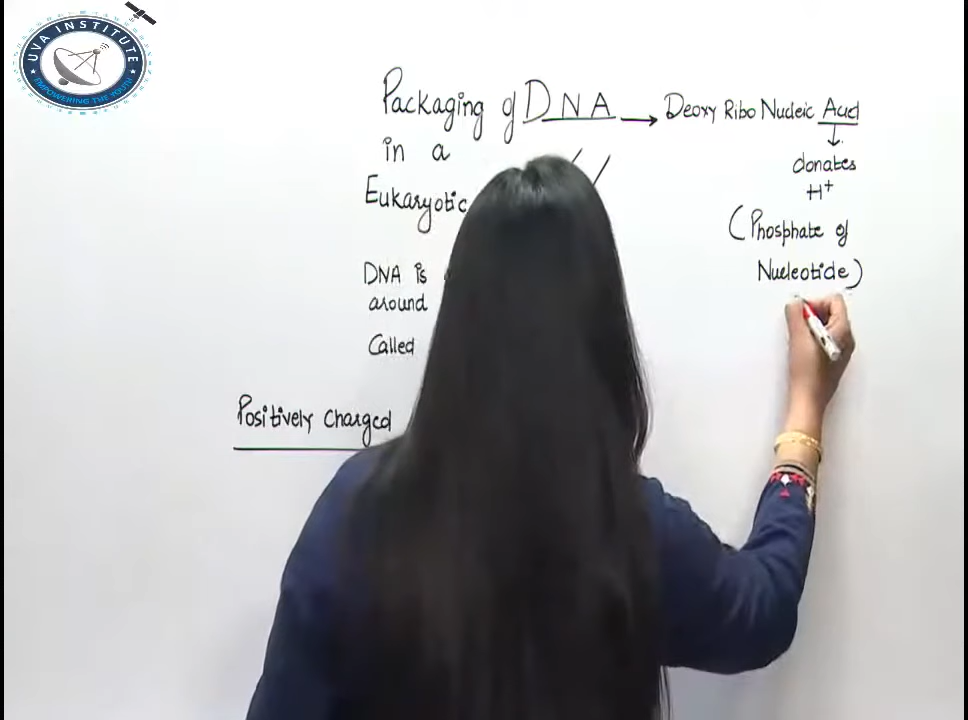 UVA INSTITUTE
EMPOWERING THE YOUTH
Packaging of DNA → Deoxy Ribo Nucleic Acid
in a
donates
Eukaryotic
H+
(Phosphate of
DNA is
Nucleotide)
around
Called
Positively Charged